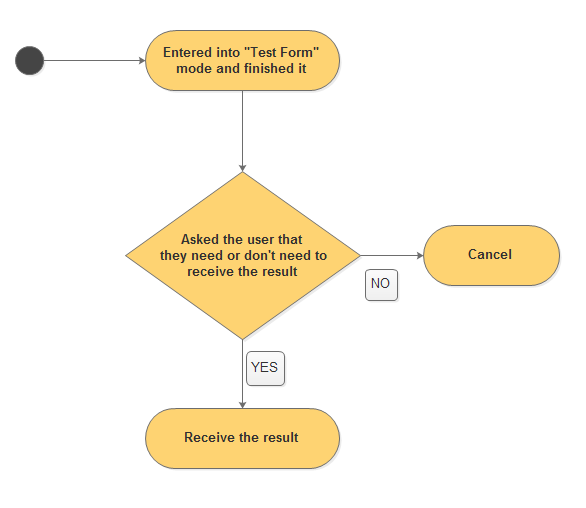 Entered into "Test Form"
mode and finished it
Asked the user that
they need or don't need to
receive the result
Cancel
NO
YES
Receive the result